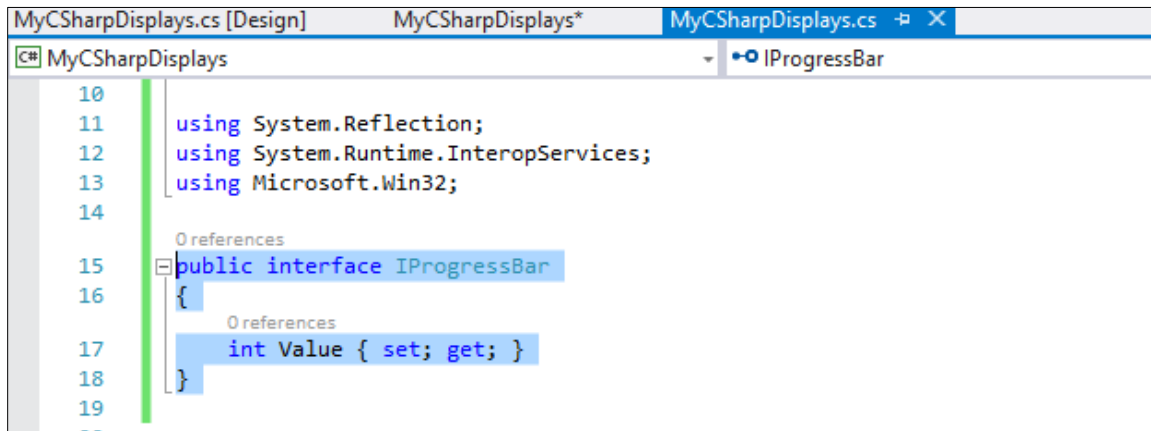 MyCSharpDisplays.cs [Design] MyCSharpDisplays* MyCSharpDisplays.cs
C# MyCSharpDisplays IProgressBar
10
11 using System.Reflection;
12 using System.Runtime.InteropServices;
13 using Microsoft.Win32;
14
0 references
15 public interface IProgressBar
16 {
0 references
17 int Value { set; get; }
18 }
19